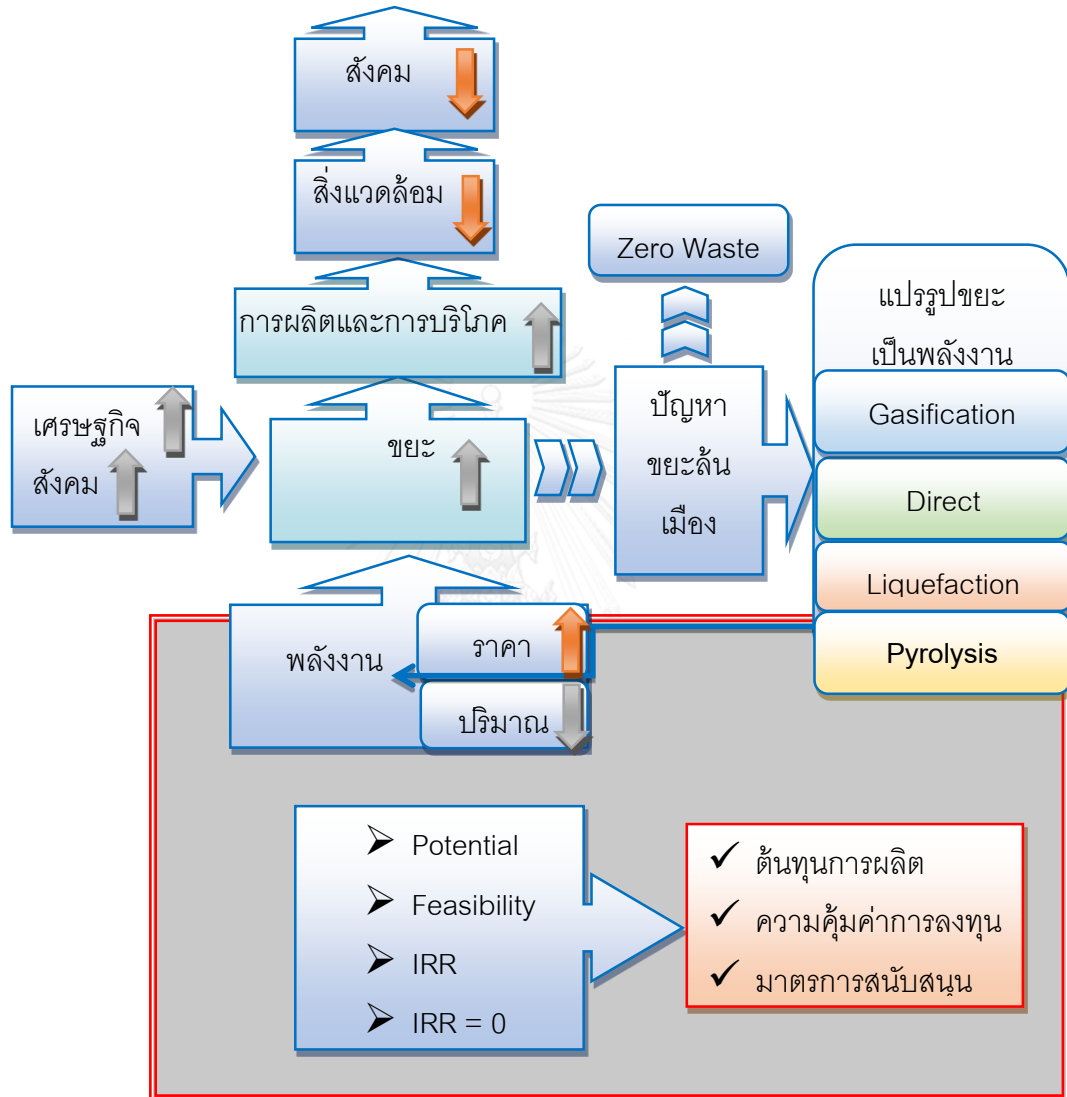 สังคม
สิ่งแวดล้อม
การผลิตและการบริโภค
เศรษฐกิจ
สังคม
ขยะ
Zero Waste
ปัญหา
ขยะล้น
เมือง
แปรรูปขยะ
เป็นพลังงาน
Gasification
Direct
Liquefaction
Pyrolysis
พลังงาน
ราคา
ปริมาณ
Potential
Feasibility
IRR
IRR = 0
ต้นทุนการผลิต
ความคุ้มค่าการลงทุน
มาตรการสนับสนุน